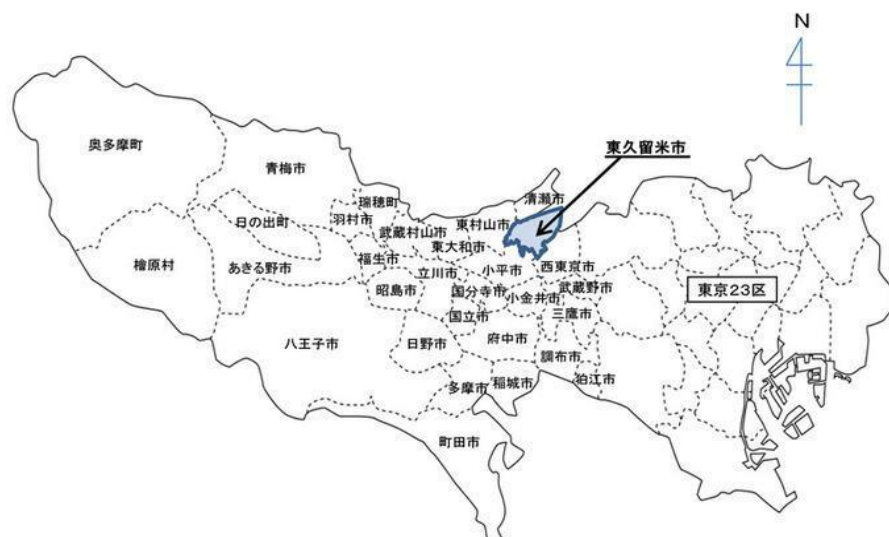 N
東久留米市
奥多摩町
青梅市
清瀬市
瑞穂町
羽村市
日の出町
武蔵村山市
東村山市
東大和市
檜原村
あきる野市
福生市
立川市
小平市
西東京市
昭島市
国分寺市
小金井市
武蔵野市
東京23区
国立市
三鷹市
八王子市
日野市
府中市
調布市
多摩市
稲城市
狛江市
町田市